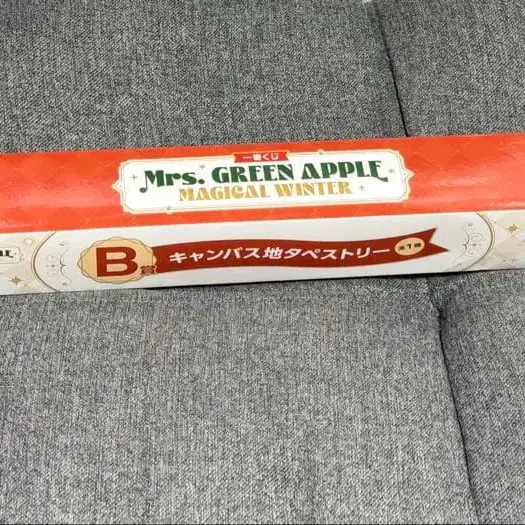 一番くじ
Mrs. GREEN APPLE
MAGICAL WINTER
B賞 キャンバス地タペストリー 全1種